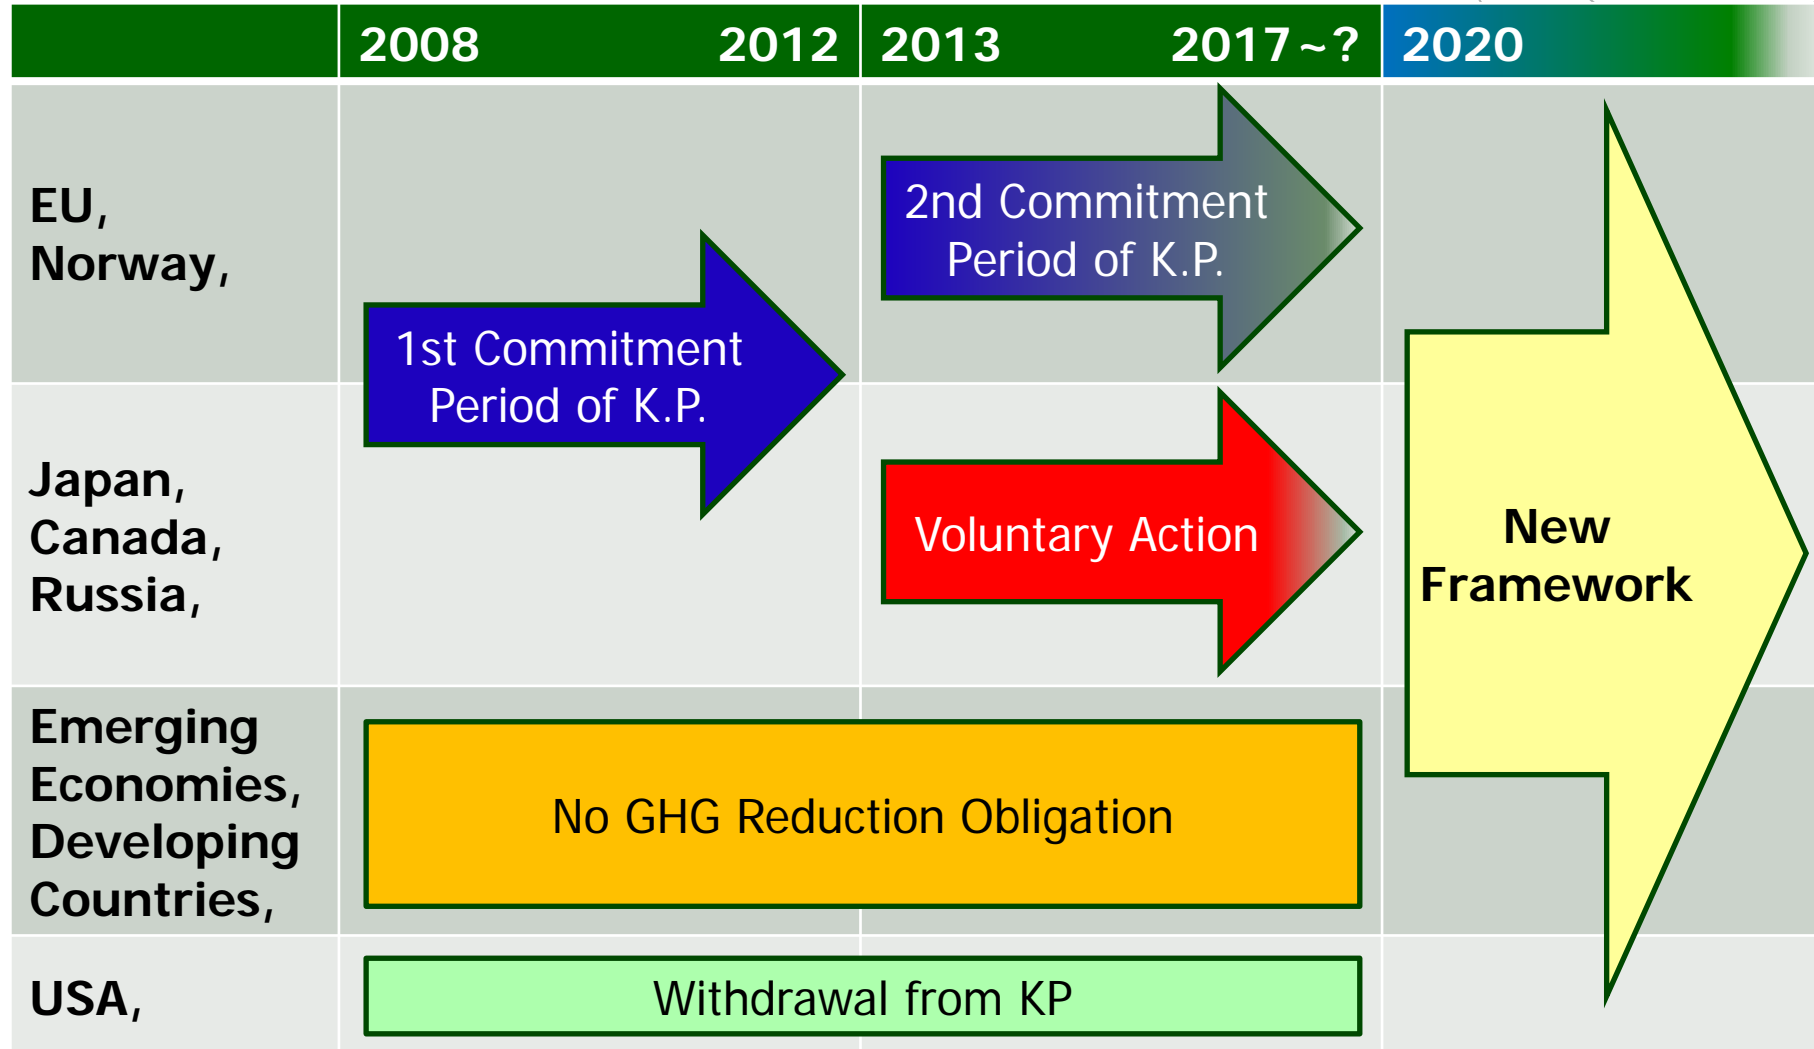 2008 2012 2013 2017~? 2020
EU,
Norway,
1st Commitment
Period of K.P.
2nd Commitment
Period of K.P.
Japan,
Canada,
Russia,
Voluntary Action
New
Framework
Emerging
Economies,
Developing
Countries,
No GHG Reduction Obligation
USA,
Withdrawal from KP